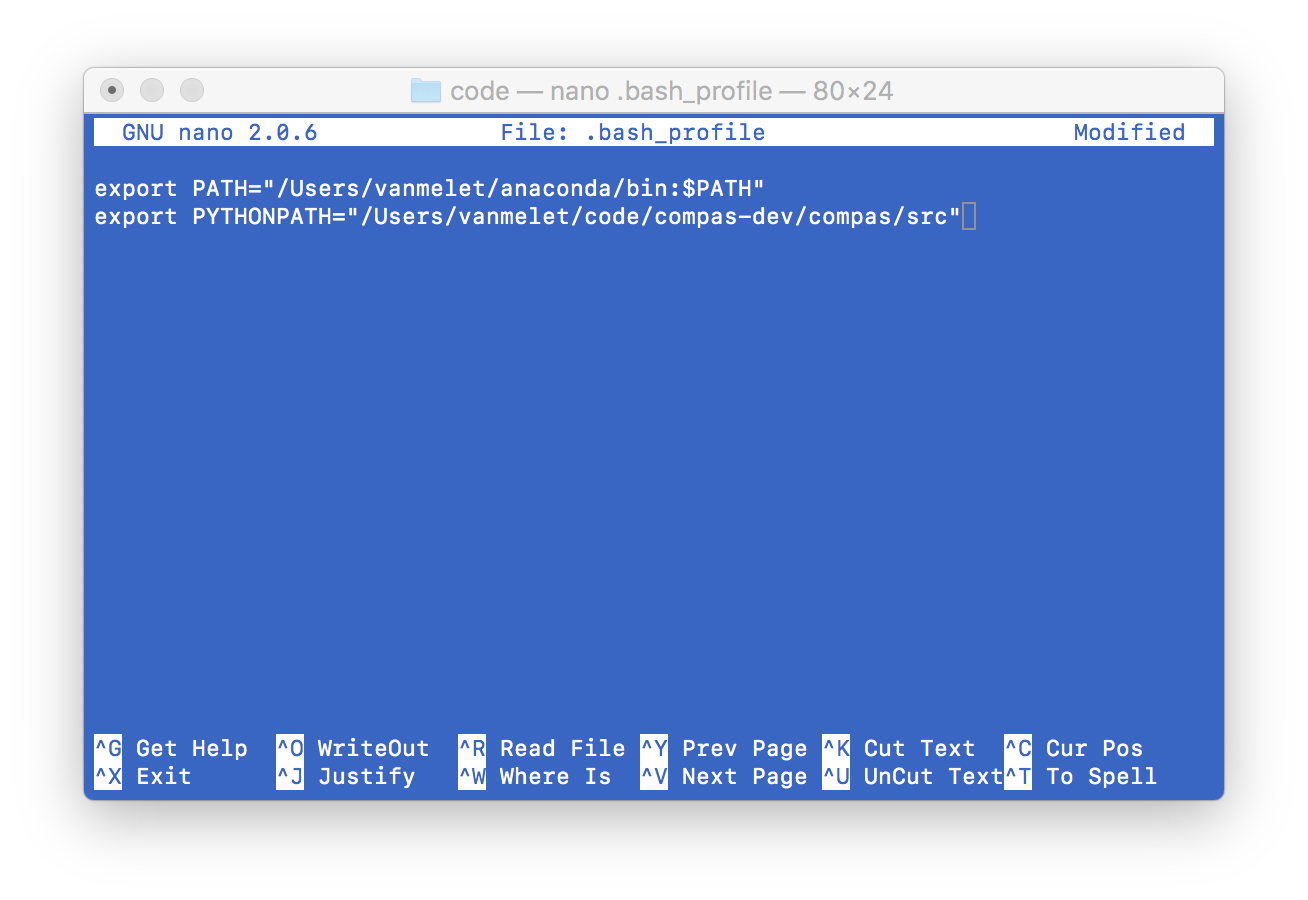 code — nano .bash_profile — 80×24
GNU nano 2.0.6 File: .bash_profile Modified
export PATH="/Users/vanmelet/anaconda/bin:$PATH"
export PYTHONPATH="/Users/vanmelet/code/compas-dev/compas/src"
^G Get Help ^O WriteOut ^R Read File ^Y Prev Page ^K Cut Text ^C Cur Pos
^X Exit ^J Justify ^W Where Is ^V Next Page ^U UnCut Text ^T To Spell